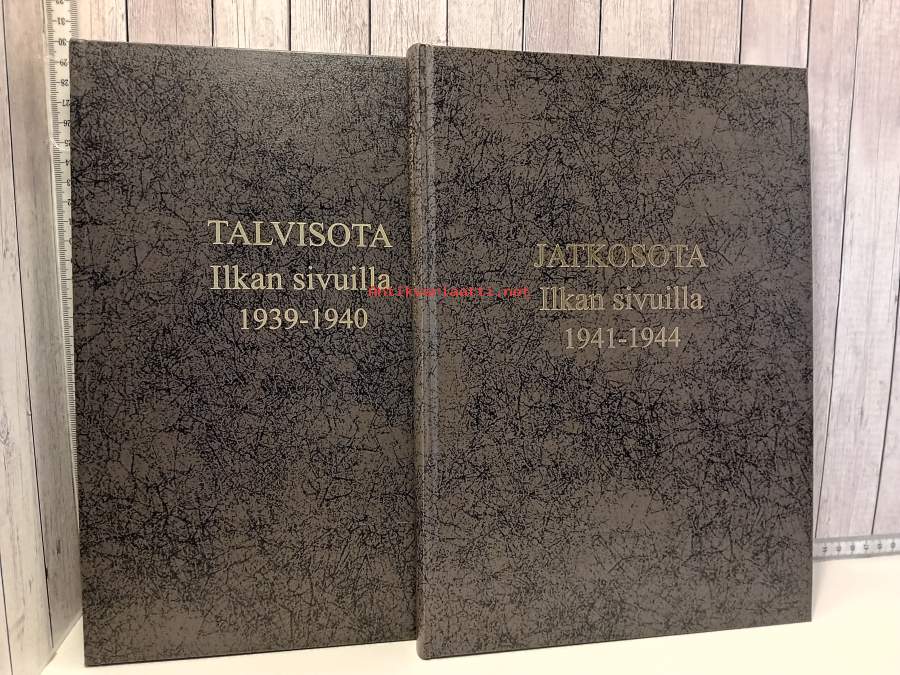 TALVISOTA
Ilkan sivuilla
1939-1940
JATKOSOTA
Ilkan sivuilla
1941-1944
Antikvariaatti.net